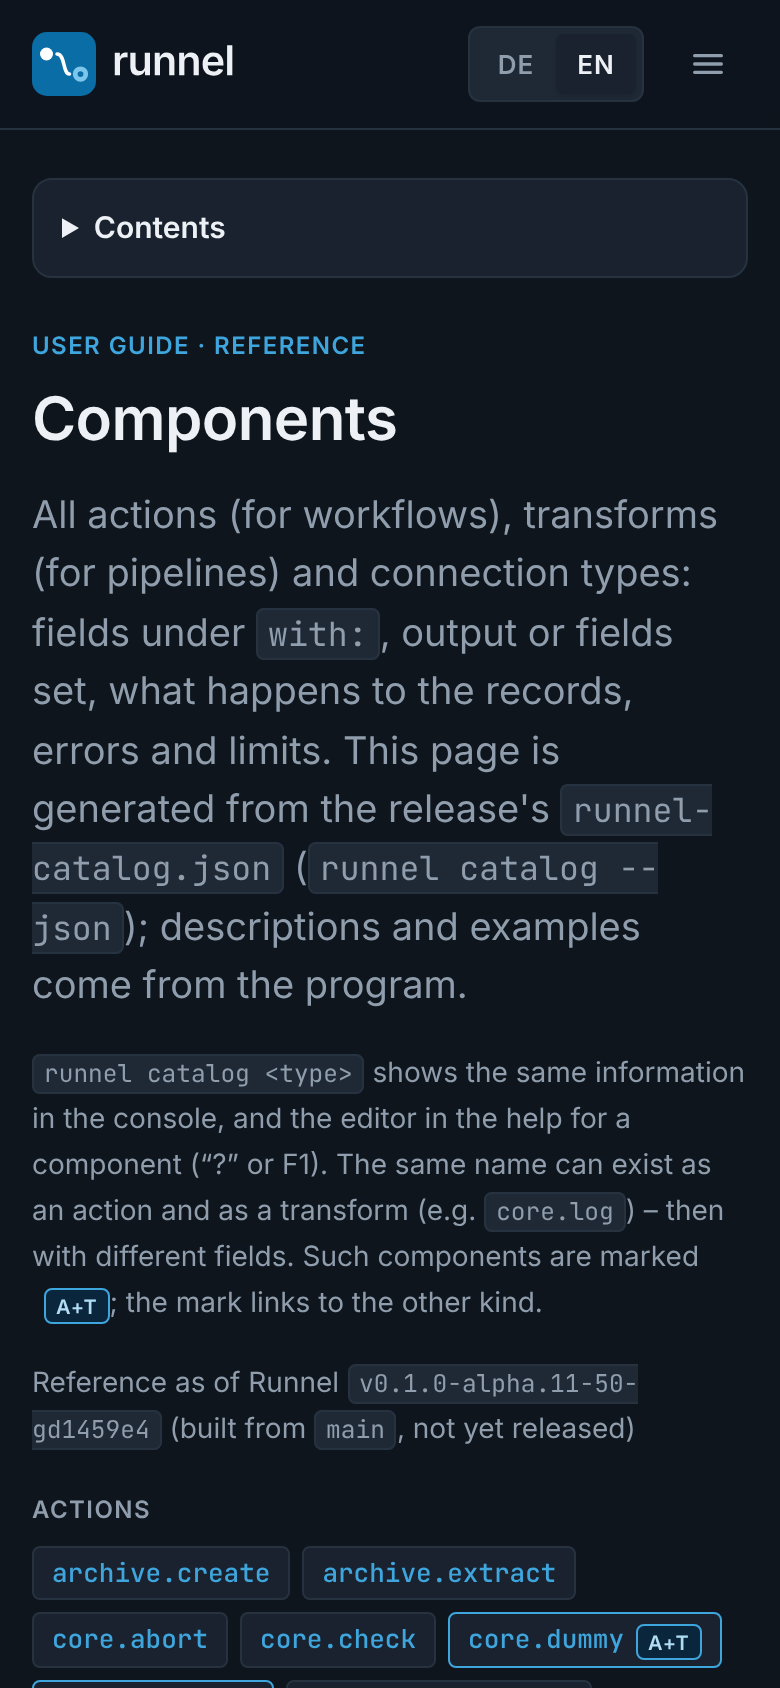 runnel
DE EN
Contents
USER GUIDE · REFERENCE
Components
All actions (for workflows), transforms
(for pipelines) and connection types:
fields under with:, output or fields
set, what happens to the records,
errors and limits. This page is
generated from the release's runnel-
catalog.json (runnel catalog --
json); descriptions and examples
come from the program.
runnel catalog <type> shows the same information
in the console, and the editor in the help for a
component (“?” or F1). The same name can exist as
an action and as a transform (e.g. core.log) – then
with different fields. Such components are marked
A+T; the mark links to the other kind.
Reference as of Runnel v0.1.0-alpha.11-50-
gd1459e4 (built from main, not yet released)
ACTIONS
archive.create archive.extract
core.abort core.check core.dummy A+T